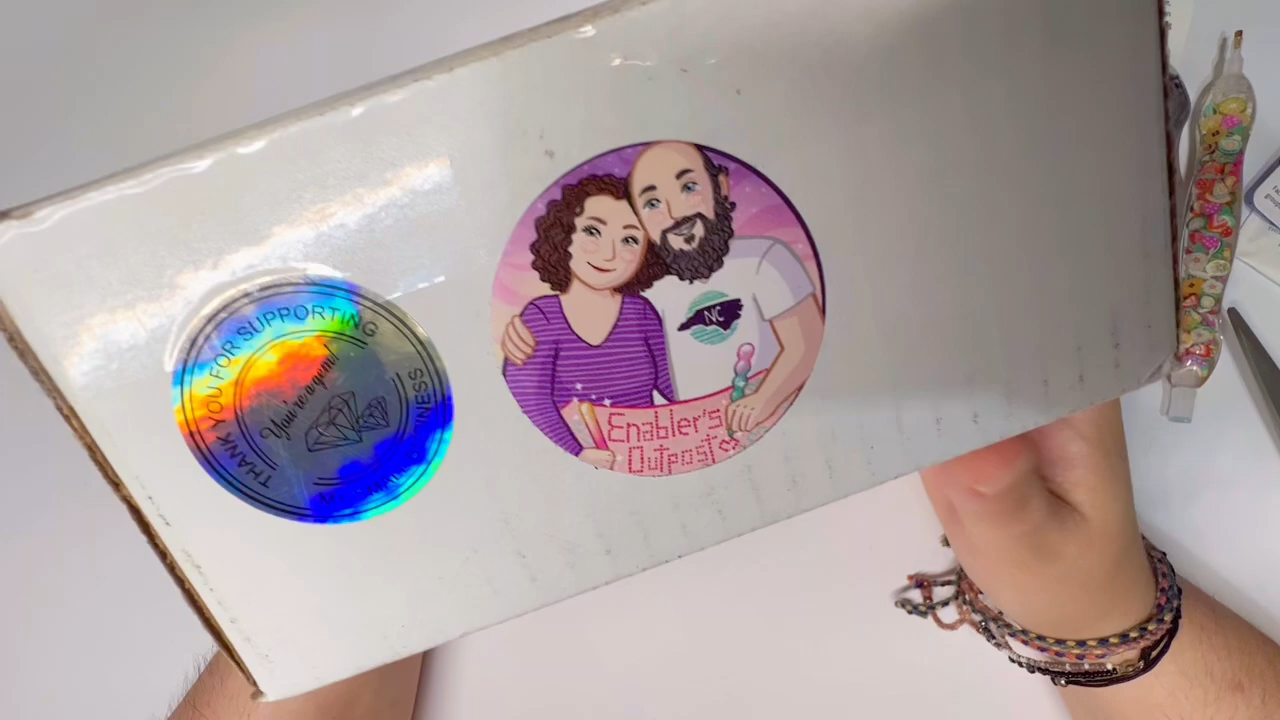 THANK YOU FOR SUPPORTING
You're a gem!
NC
Enabler's
Outpost